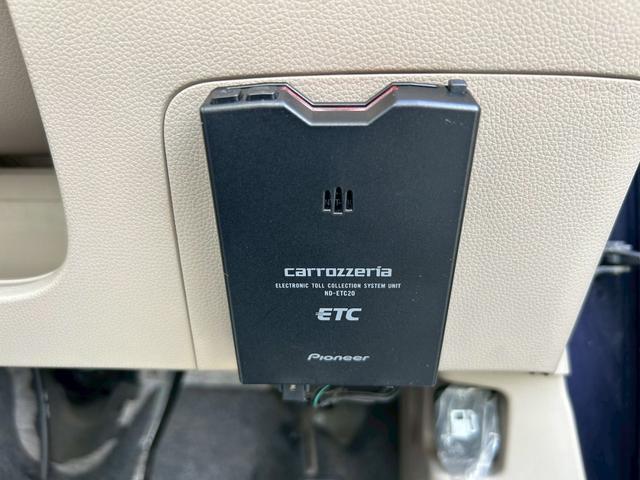 carrozzeria
ELECTRONIC TOLL COLLECTION SYSTEM UNIT
ND-ETC20
ETC
Pioneer